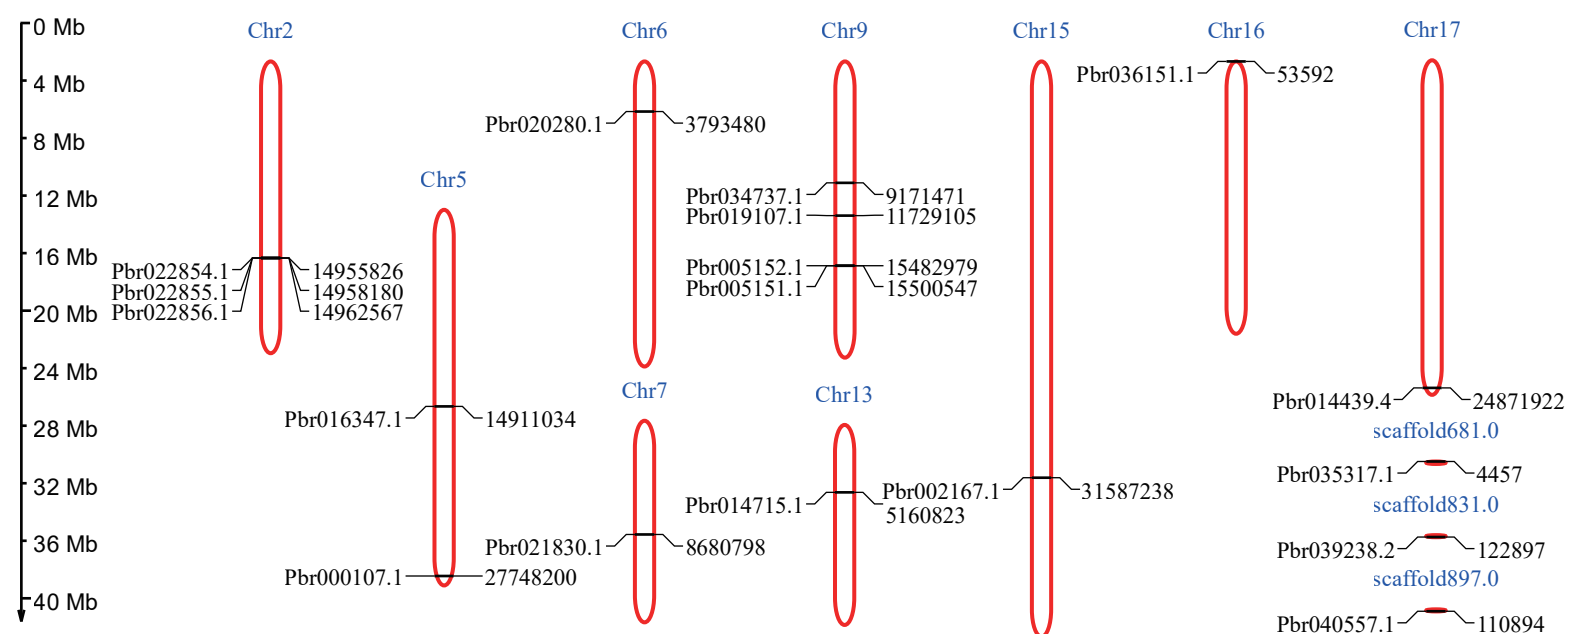 0 Mb
4 Mb
8 Mb
12 Mb
16 Mb
20 Mb
24 Mb
28 Mb
32 Mb
36 Mb
40 Mb
Chr2
Pbr022854.1 14955826
Pbr022855.1 14958180
Pbr022856.1 14962567
Chr5
Pbr016347.1 14911034
Pbr000107.1 27748200
Chr6
Pbr020280.1 3793480
Chr7
Pbr021830.1 8680798
Chr9
Pbr034737.1 9171471
Pbr019107.1 11729105
Pbr005152.1 15482979
Pbr005151.1 15500547
Chr13
Pbr014715.1 5160823
Chr15
Pbr002167.1 31587238
Chr16
Pbr036151.1 53592
Chr17
Pbr014439.4 24871922
scaffold681.0
Pbr035317.1 4457
scaffold831.0
Pbr039238.2 122897
scaffold897.0
Pbr040557.1 110894